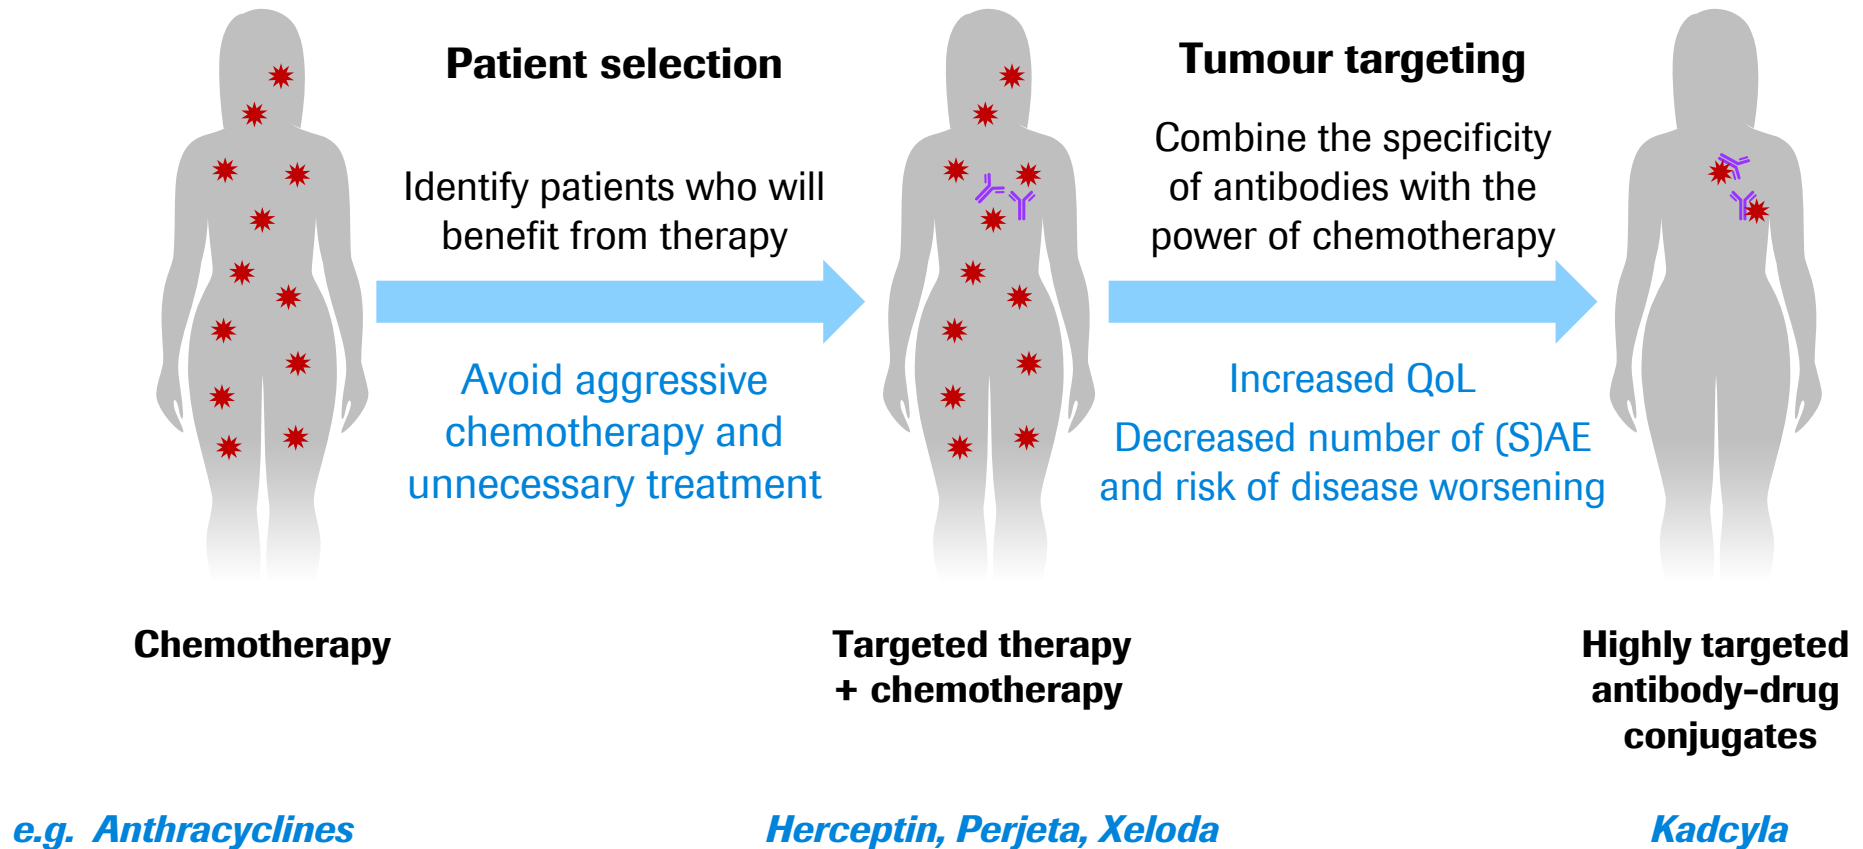 Patient selection
Identify patients who will
benefit from therapy
Avoid aggressive
chemotherapy and
unnecessary treatment
Tumour targeting
Combine the specificity
of antibodies with the
power of chemotherapy
Increased QoL
Decreased number of (S)AE
and risk of disease worsening
Chemotherapy
Targeted therapy
+ chemotherapy
Highly targeted
antibody-drug
conjugates
e.g. Anthracyclines
Herceptin, Perjeta, Xeloda
Kadcyla